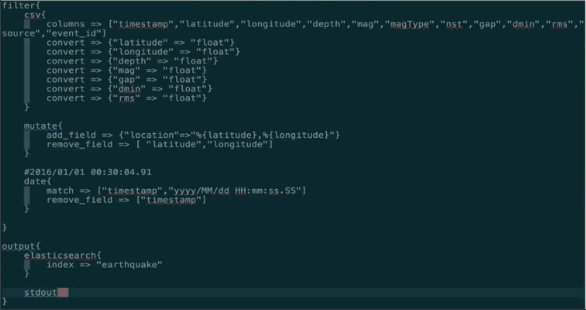 filter{
csv{
columns => ["timestamp","latitude","longitude","depth","mag","magType","nst","gap","dmin","rms","
source","event_id"]
convert => {"latitude" => "float"}
convert => {"longitude" => "float"}
convert => {"depth" => "float"}
convert => {"mag" => "float"}
convert => {"gap" => "float"}
convert => {"dmin" => "float"}
convert => {"rms" => "float"}
}
mutate{
add_field => {"location"=>"%{latitude},%{longitude}"}
remove_field => [ "latitude","longitude"]
}
#2016/01/01 00:30:04.91
date{
match => ["timestamp","yyyy/MM/dd HH:mm:ss.SS"]
remove_field => ["timestamp"]
}
}
output{
elasticsearch{
index => "earthquake"
}
stdout
}